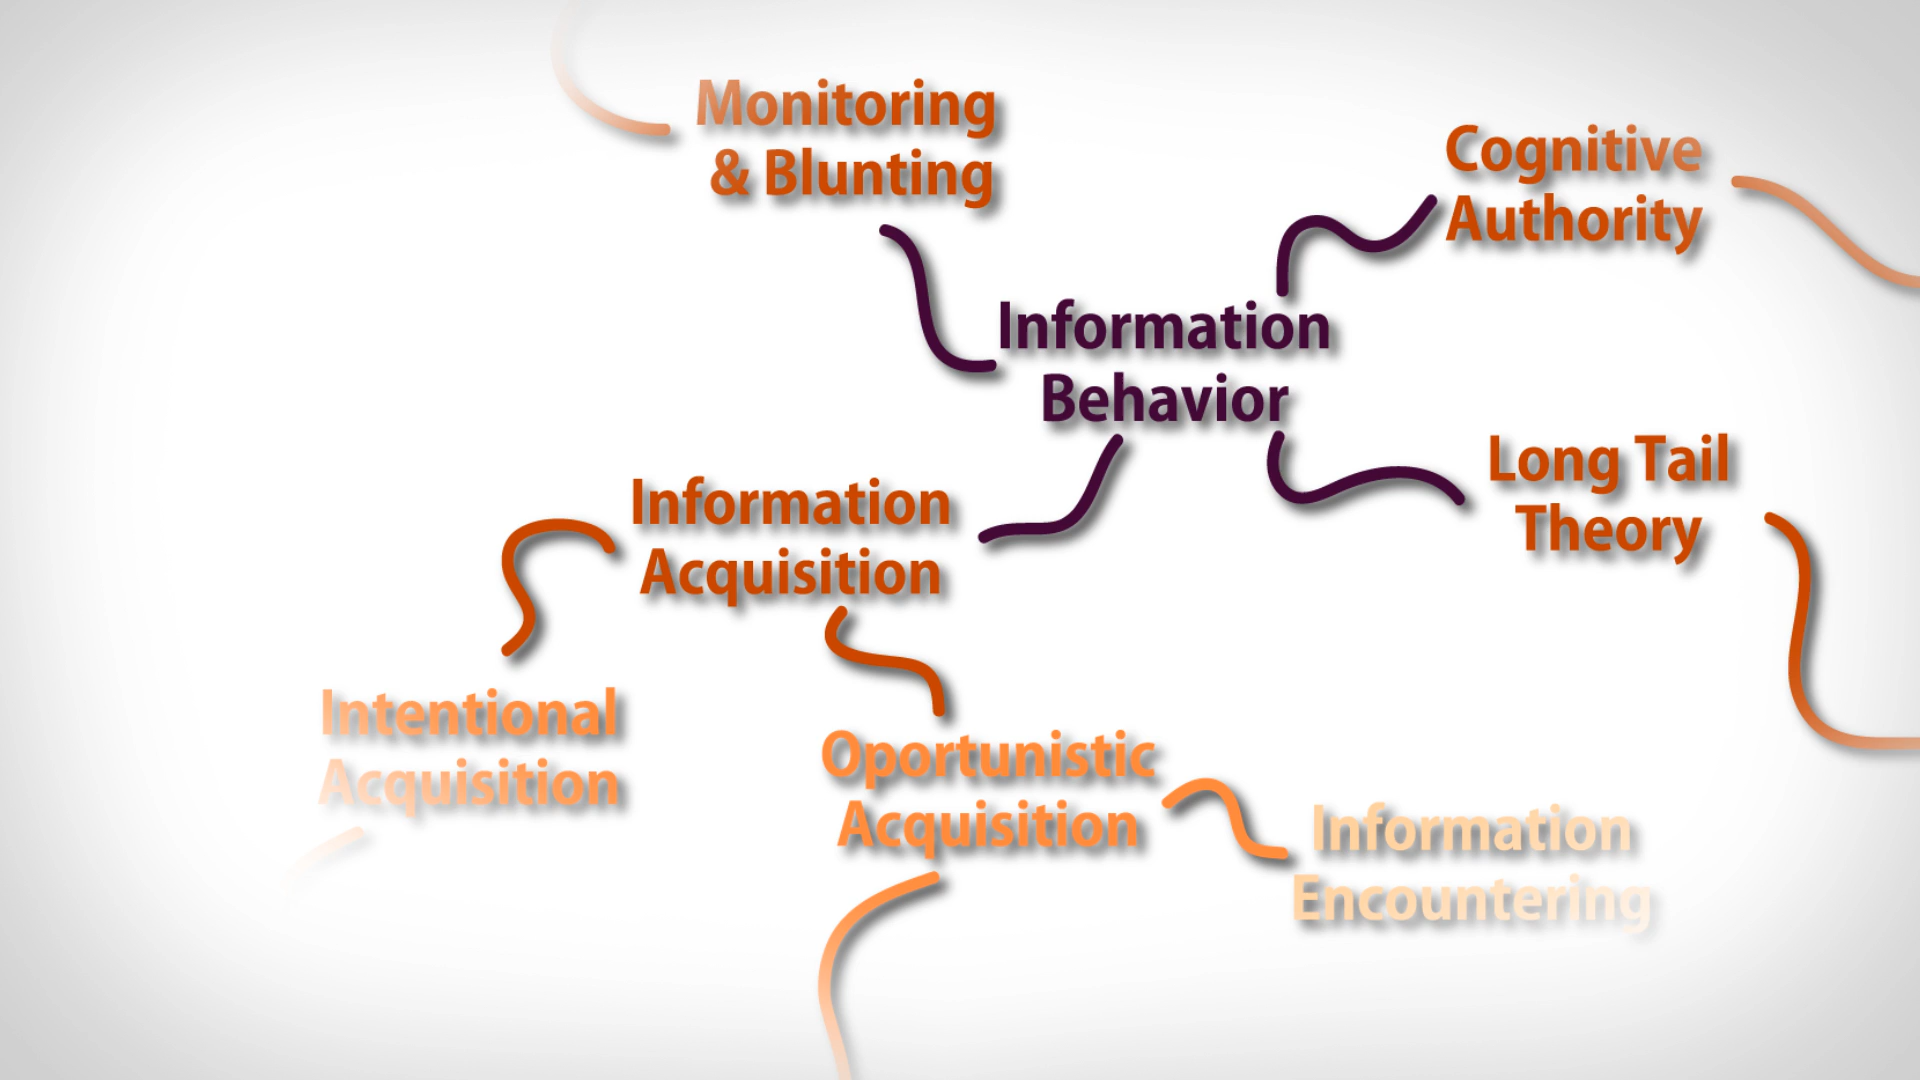 Monitoring
& Blunting
Cognitive
Authority
Information
Behavior
Long Tail
Theory
Information
Acquisition
Intentional
Acquisition
Oportunistic
Acquisition
Information
Encountering